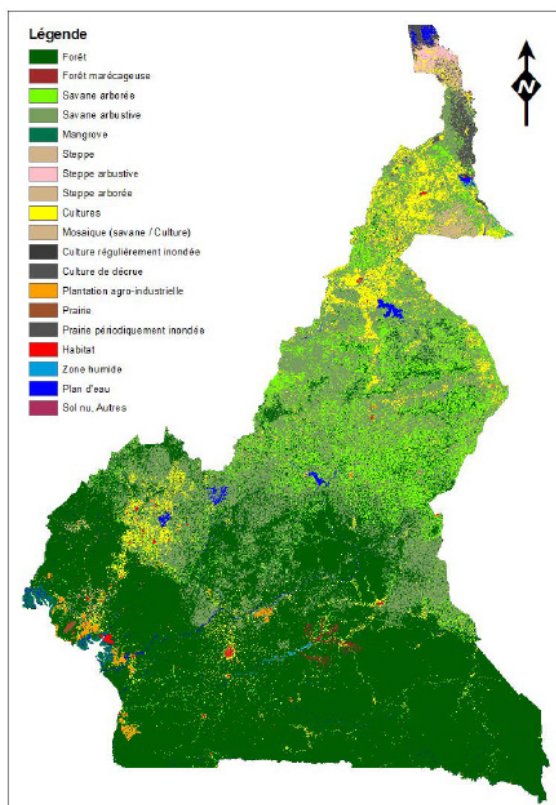 Légende
Forêt
Forêt marécageuse
Savane arborée
Savane arbustive
Mangrove
Steppe
Steppe arbustive
Steppe arborée
Cultures
Mosaique (savane / Culture)
Culture régulièrement inondée
Culture de décrue
Plantation agro-industrielle
Prairie
Prairie périodiquement inondée
Habitat
Zone humide
Plan d'eau
Sol nu, Autres
N